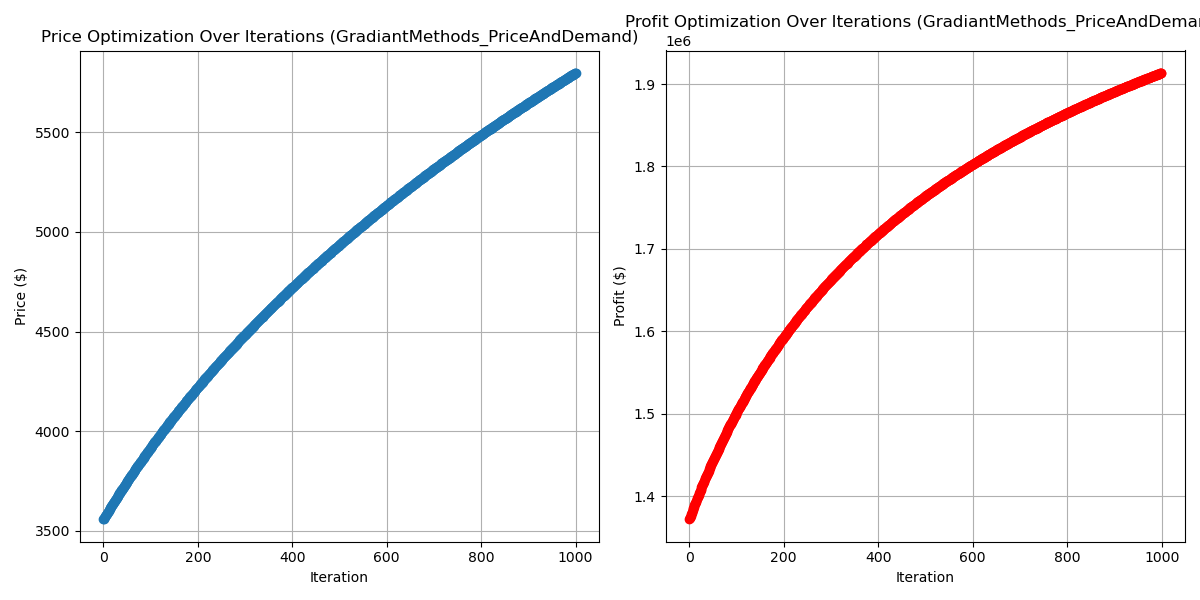 Price Optimization Over Iterations (GradiantMethods_PriceAndDemand)
5500
5000
4500
4000
3500
0 200 400 600 800 1000
Price ($)
Iteration
Profit Optimization Over Iterations (GradiantMethods_PriceAndDeman
1e6
1.9
1.8
1.7
1.6
1.5
1.4
0 200 400 600 800 1000
Profit ($)
Iteration